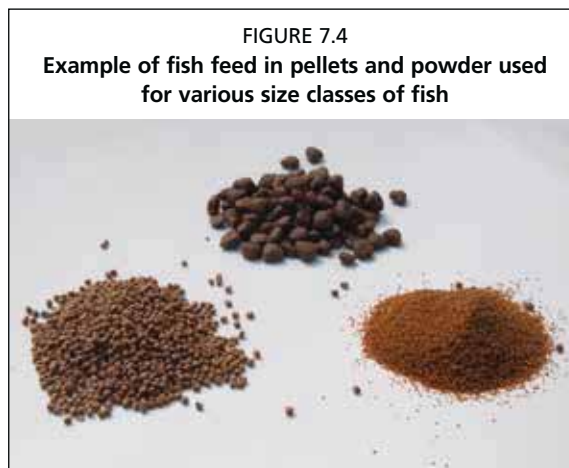 FIGURE 7.4
Example of fish feed in pellets and powder used
for various size classes of fish